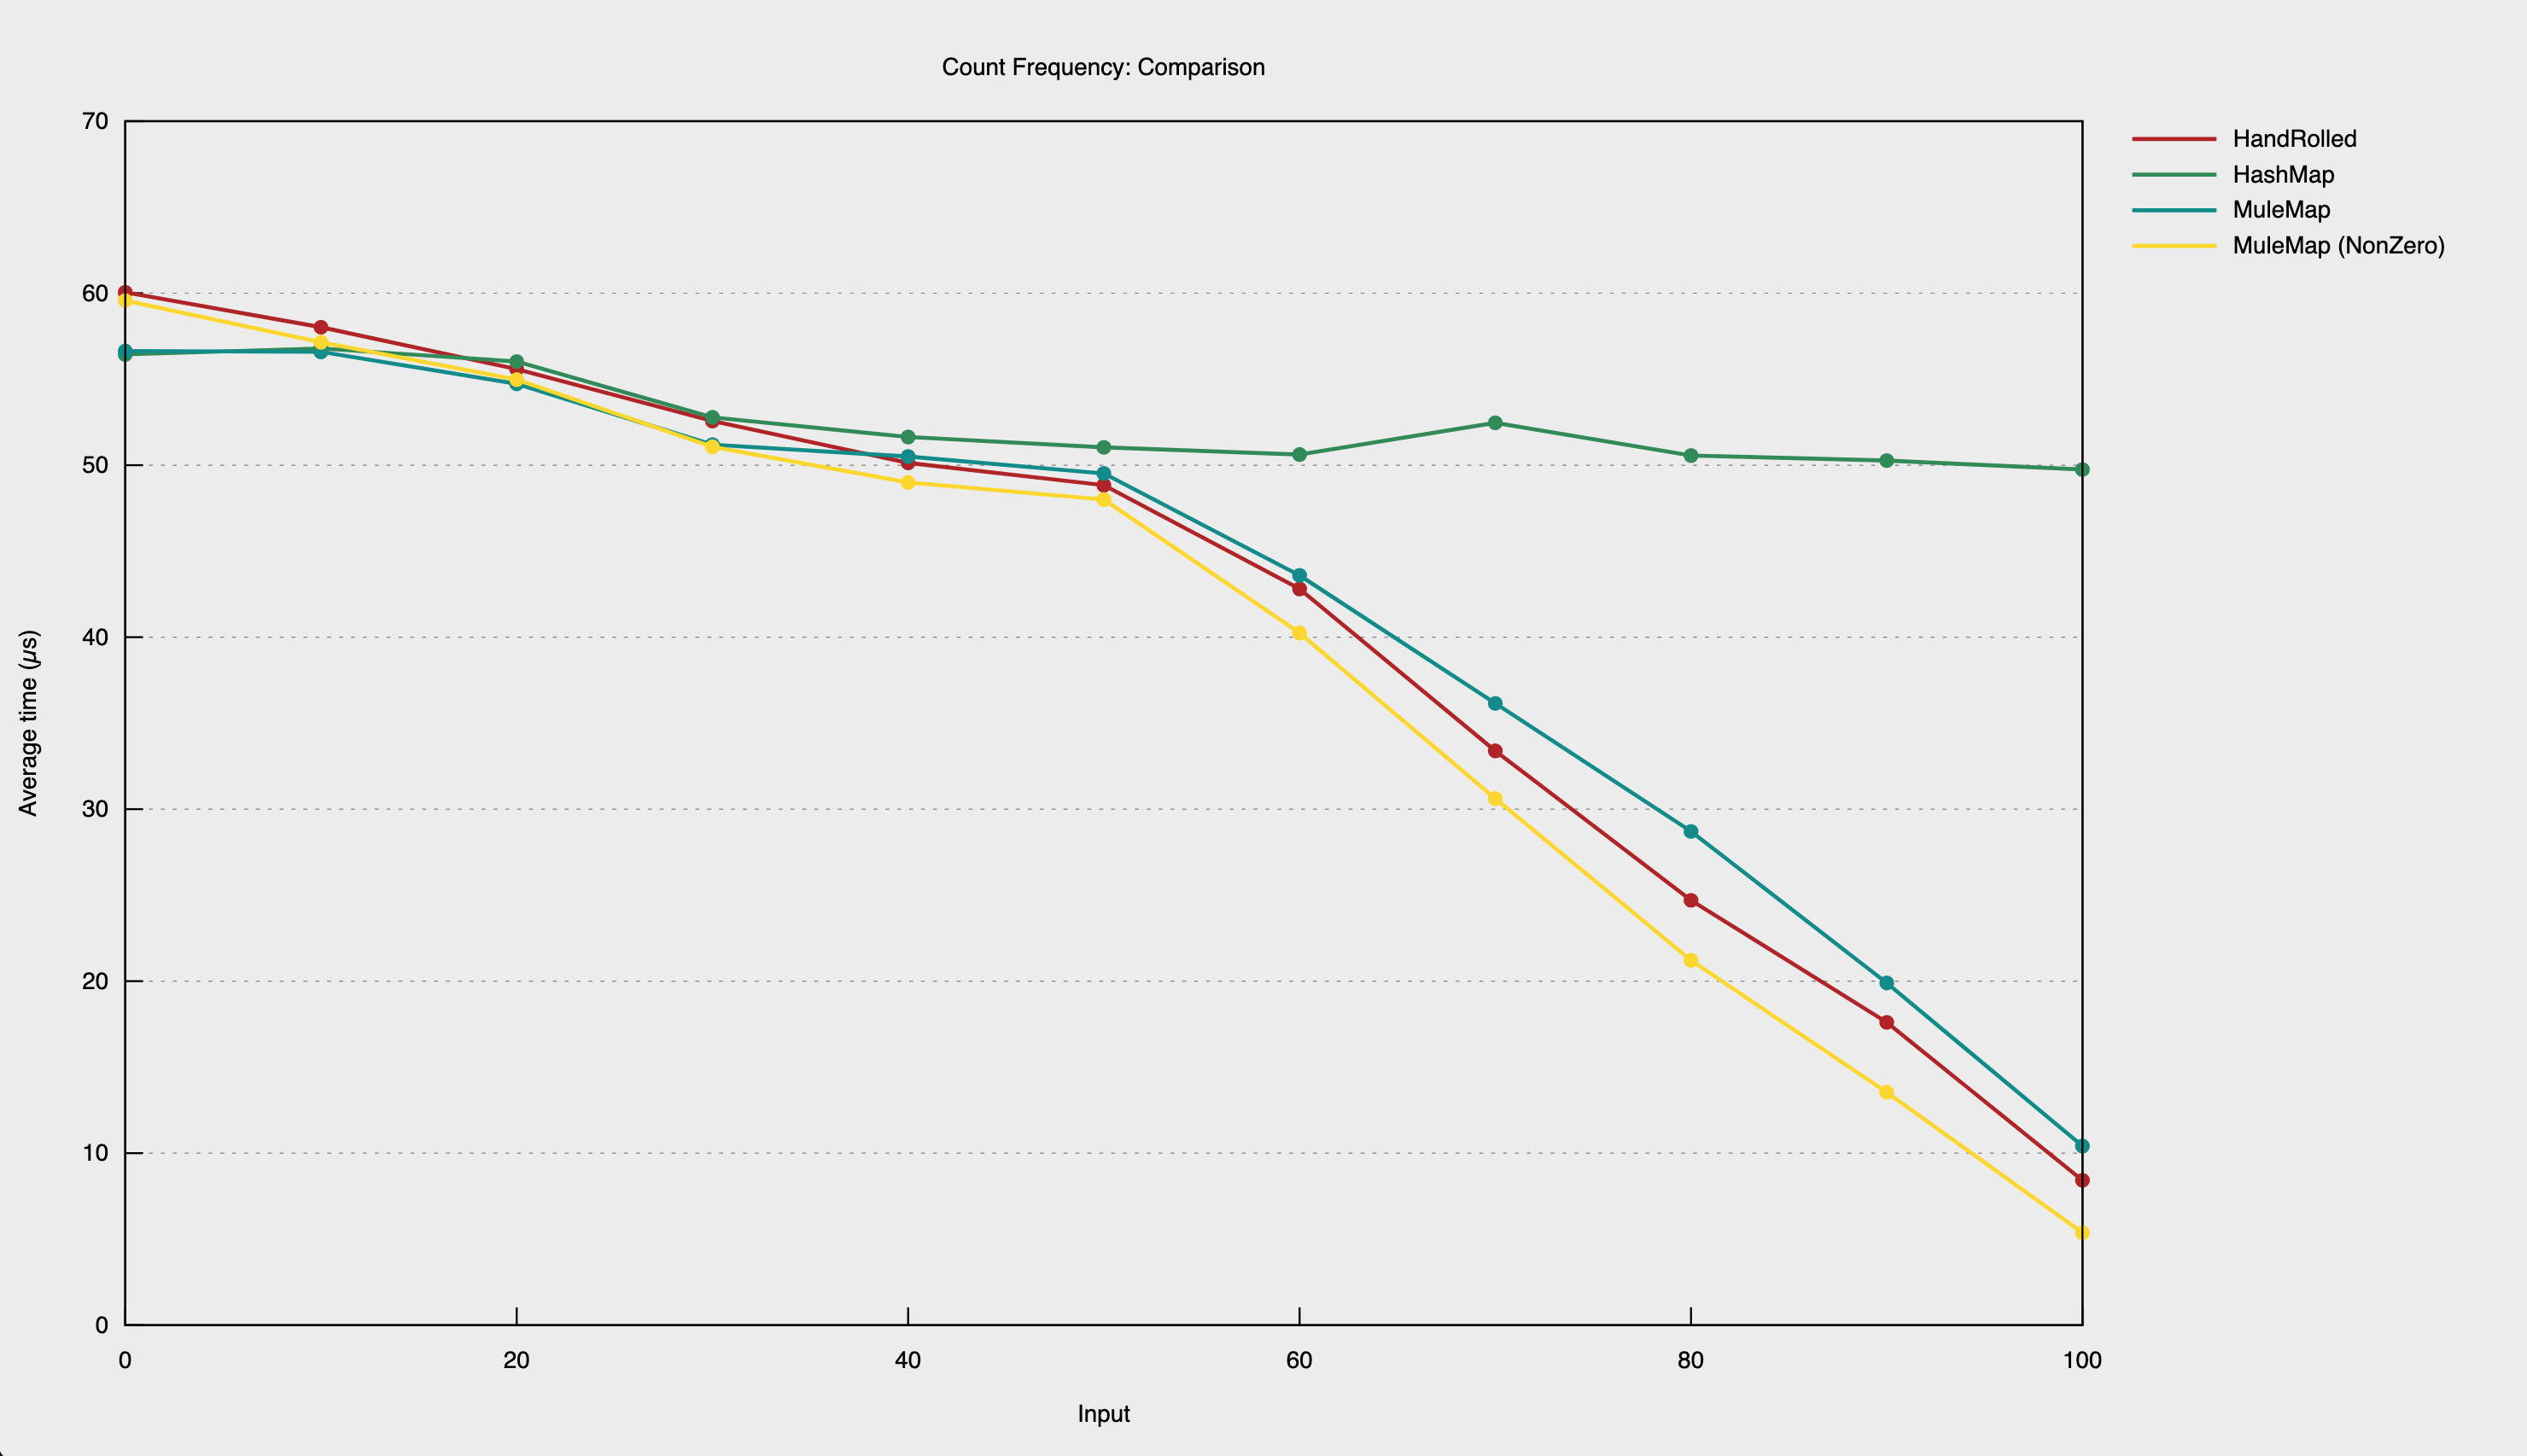 Count Frequency: Comparison
70
60
50
40
30
20
10
0
Average time (µs)
0 20 40 60 80 100
Input
HandRolled
HashMap
MuleMap
MuleMap (NonZero)